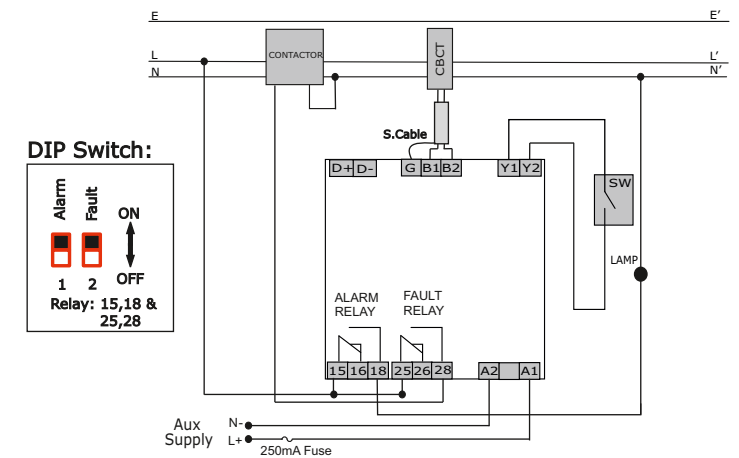 E E'
L L'
N N'
CONTACTOR
CBCT
S.Cable
D+ D- G B1 B2 Y1 Y2
SW
LAMP
DIP Switch:
Alarm Fault
ON
OFF
1 2
Relay: 15,18 &
25,28
ALARM
RELAY
FAULT
RELAY
15 16 18 25 26 28 A2 A1
Aux
Supply
N-
L+
250mA Fuse